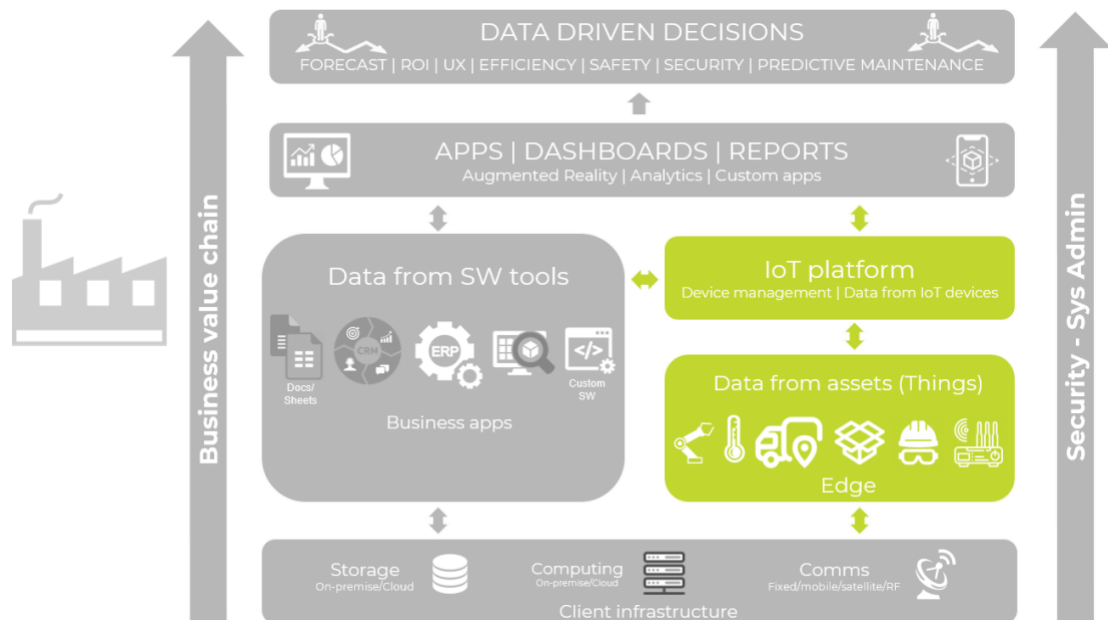 DATA DRIVEN DECISIONS
FORECAST | ROI | UX | EFFICIENCY | SAFETY | SECURITY | PREDICTIVE MAINTENANCE
APPS | DASHBOARDS | REPORTS
Augmented Reality | Analytics | Custom apps
Business value chain
Data from SW tools
CRM
ERP
</>
Docs/
Sheets
Custom
SW
Business apps
IoT platform
Device management | Data from IoT devices
Data from assets (Things)
Edge
Security - Sys Admin
Storage
On-premise/Cloud
Computing
On-premise/Cloud
Comms
Fixed/mobile/satellite/RF
Client infrastructure